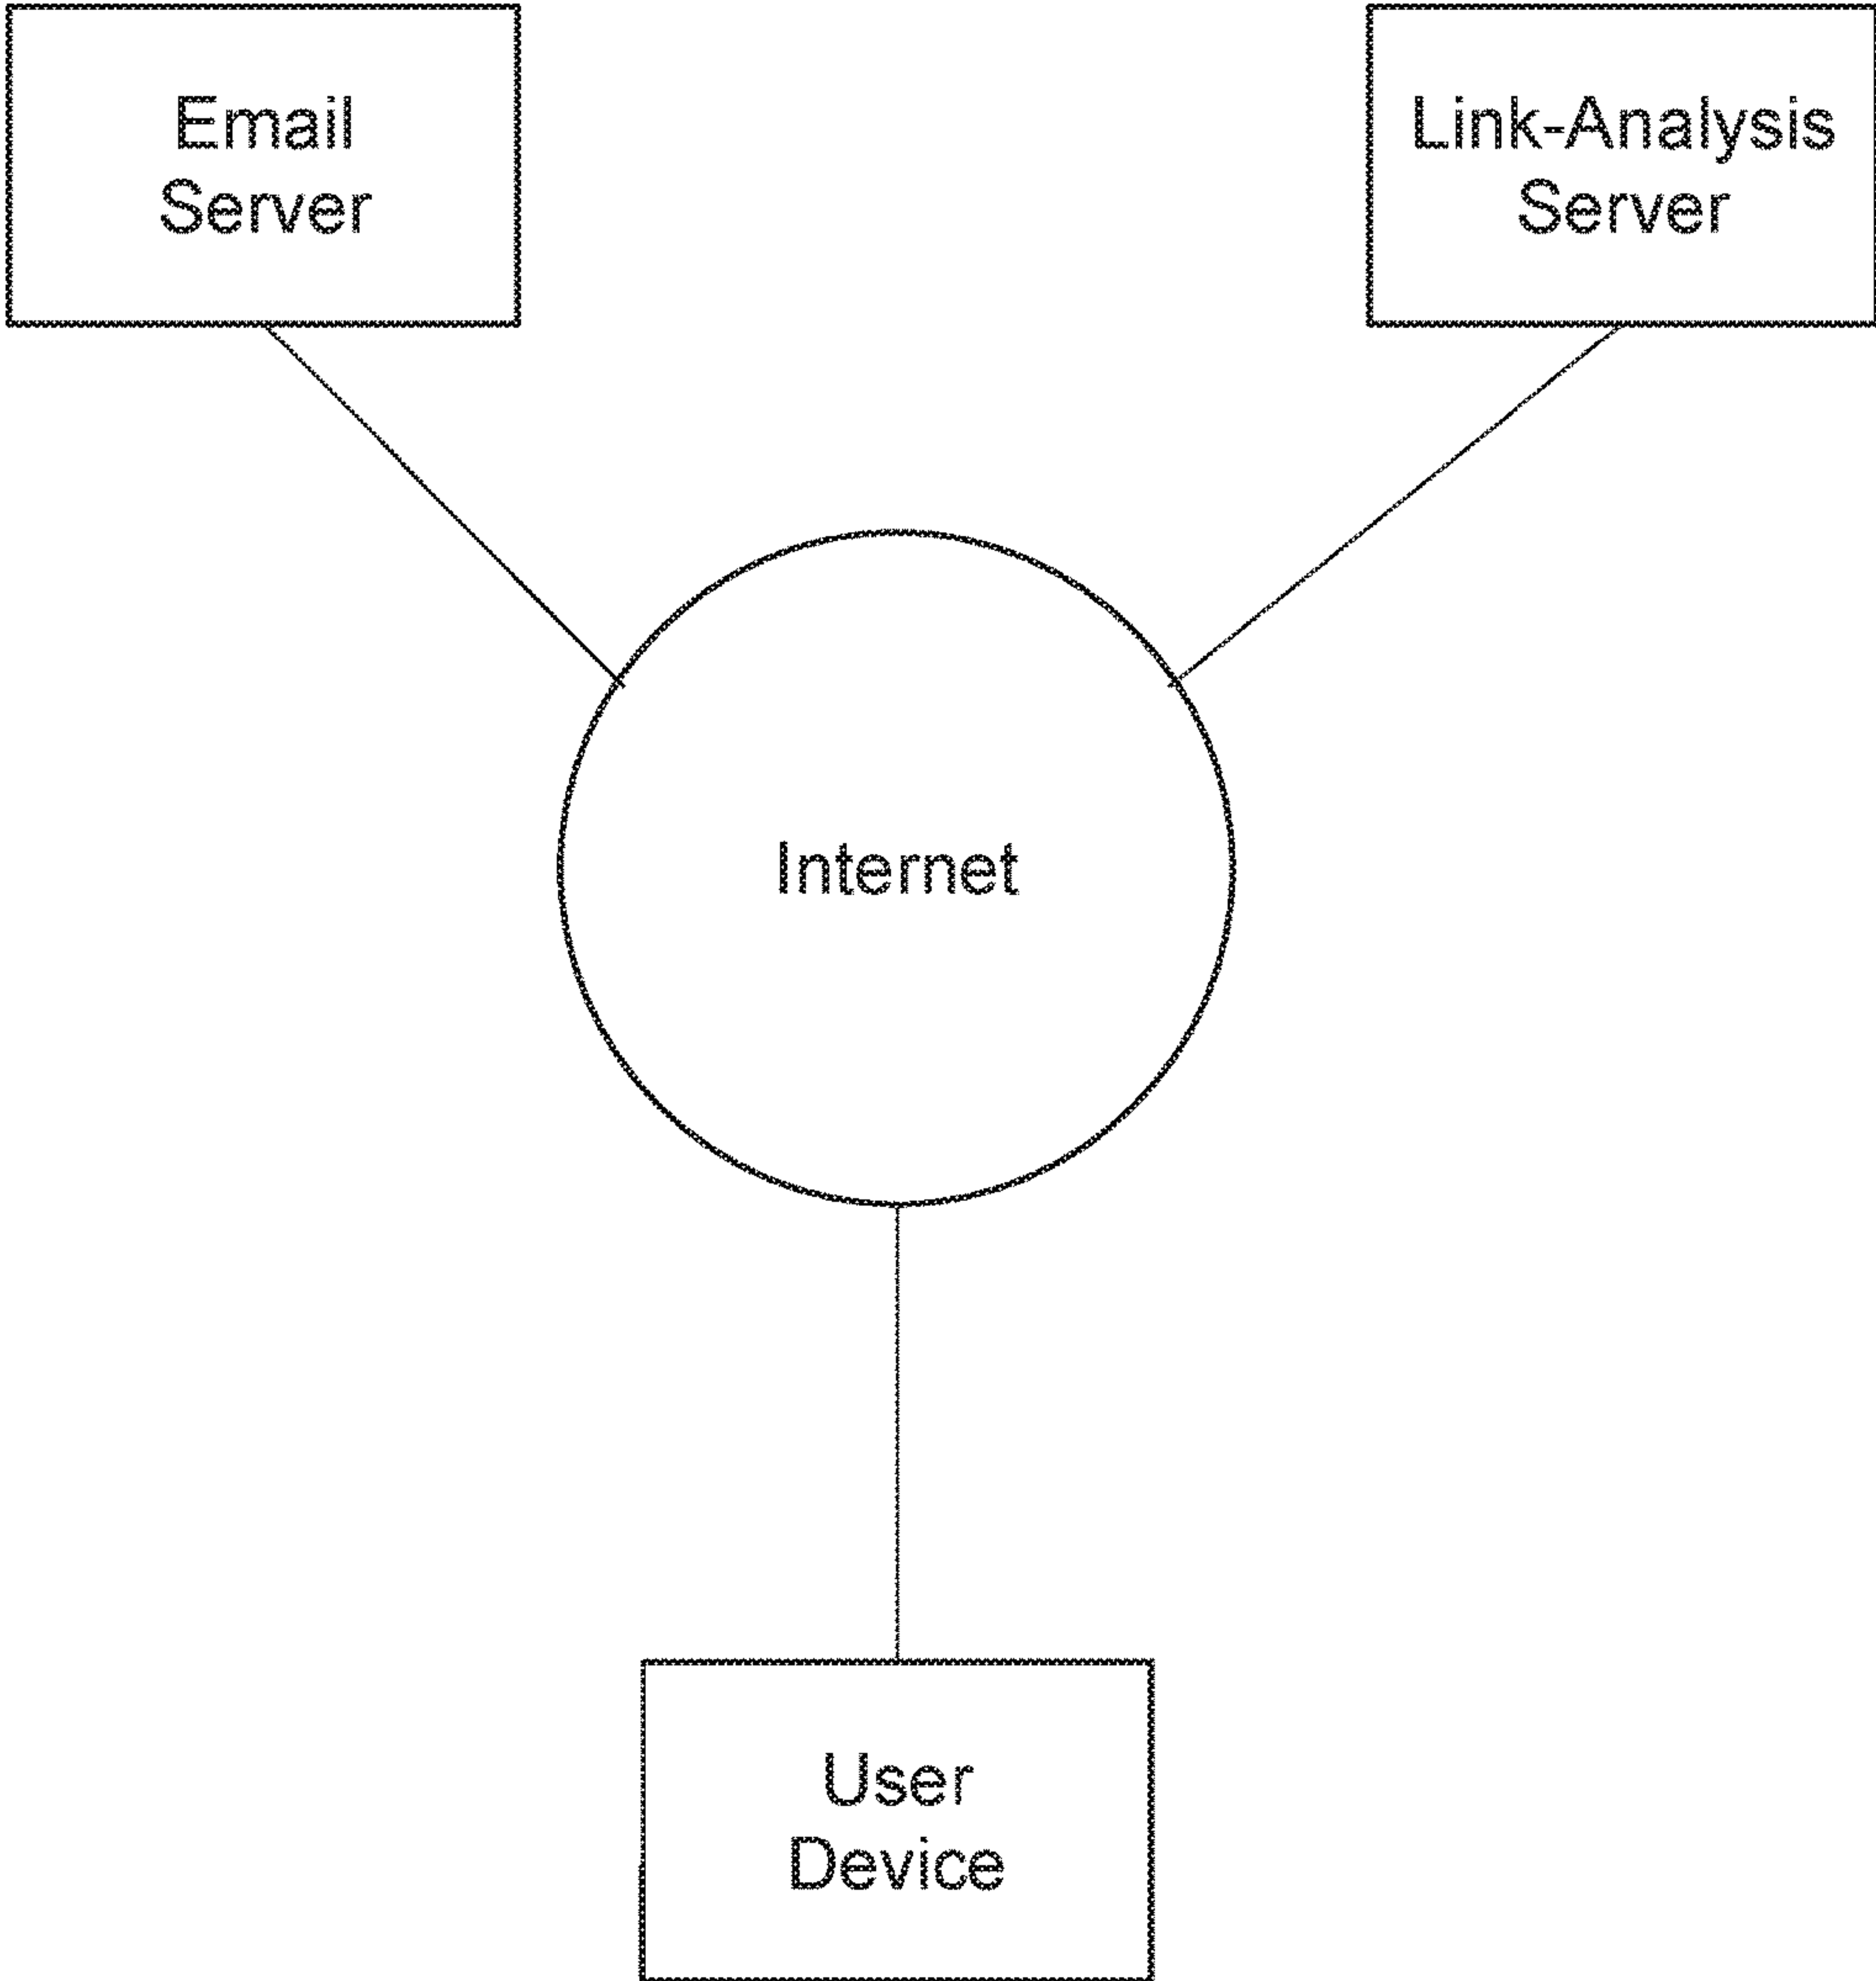 Email
Server
Link-Analysis
Server
Internet
User
Device